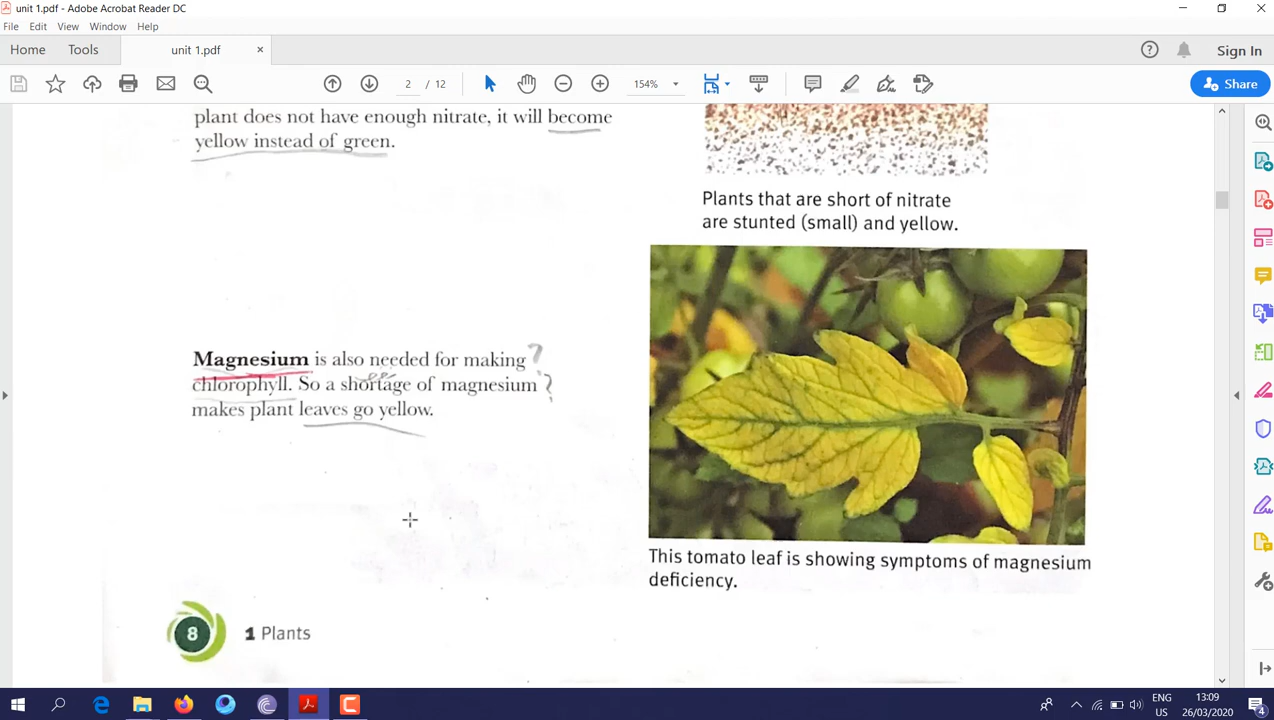 unit 1.pdf - Adobe Acrobat Reader DC
File Edit View Window Help
Home Tools unit 1.pdf × Sign In
2 / 12 154% Share
plant does not have enough nitrate, it will become
yellow instead of green.
Plants that are short of nitrate
are stunted (small) and yellow.
Magnesium is also needed for making ?
chlorophyll. So a shortage of magnesium ?
makes plant leaves go yellow.
This tomato leaf is showing symptoms of magnesium
deficiency.
8 1 Plants
ENG 13:09
US 26/03/2020 4